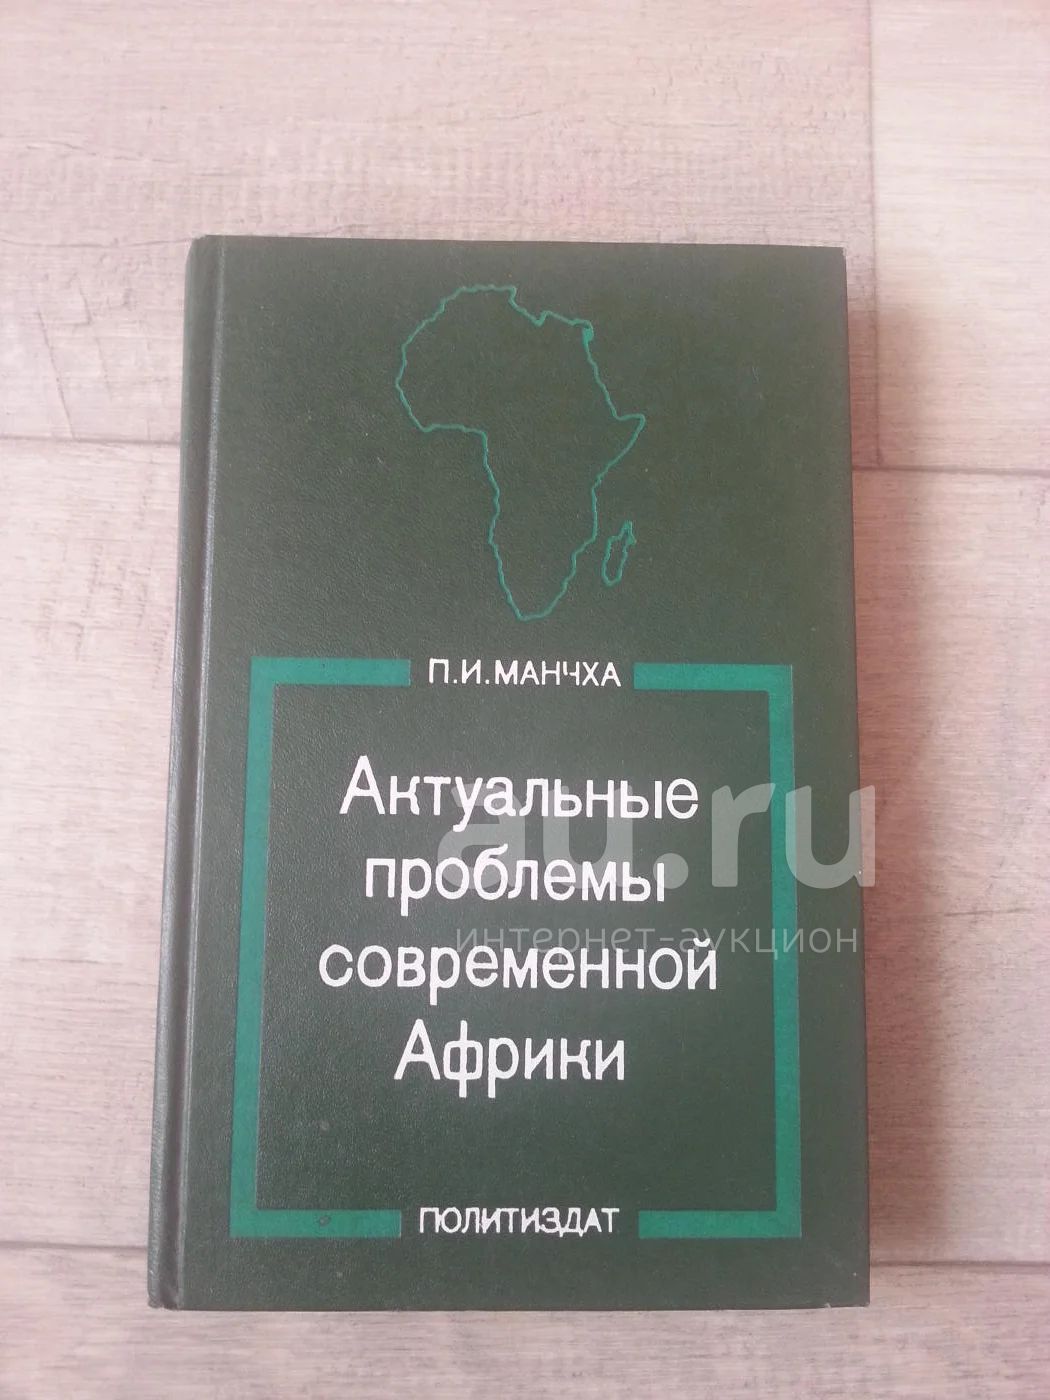 П.И.МАНЧХА
Актуальные
проблемы
современной
Африки
ПОЛИТИЗДАТ
au.ru
интернет-аукцион